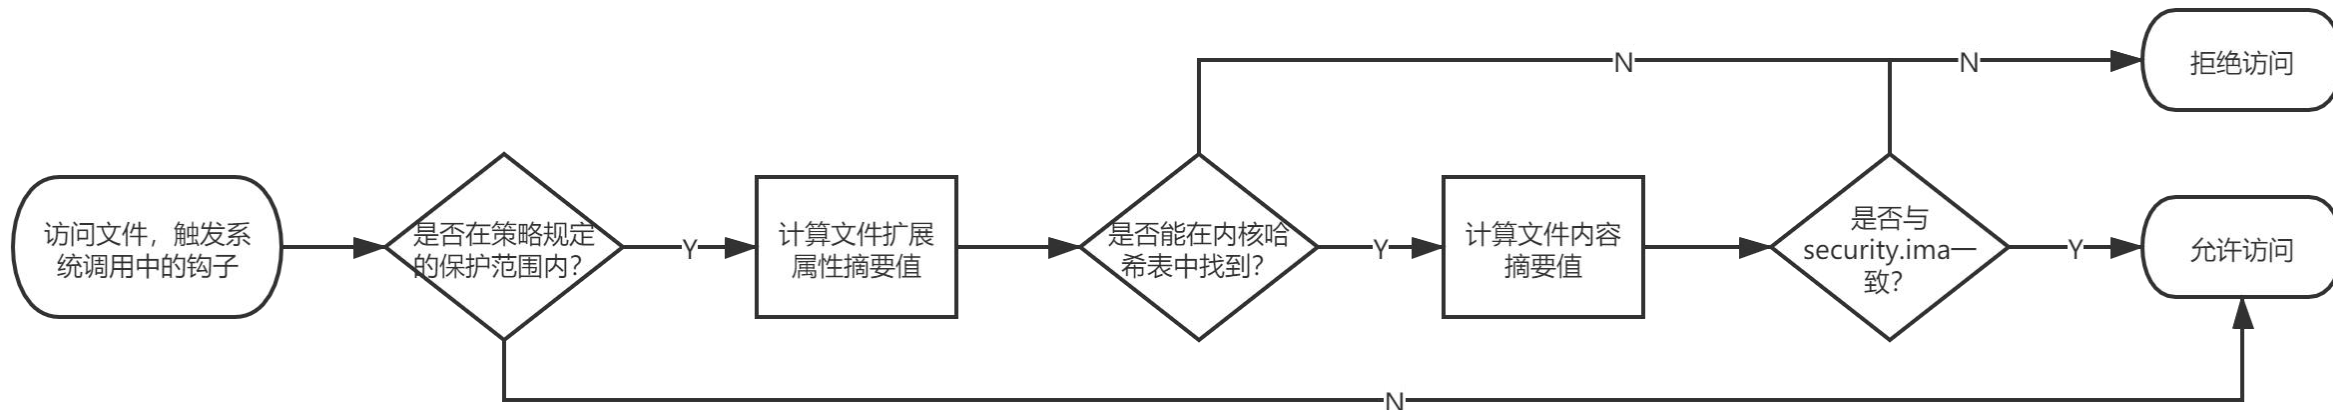 访问文件，触发系
统调用中的钩子
是否在策略规定
的保护范围内？
Y
计算文件扩展
属性摘要值
是否能在内核哈
希表中找到？
Y
计算文件内容
摘要值
是否与
security.ima一
致？
Y
允许访问
N
N
拒绝访问
N